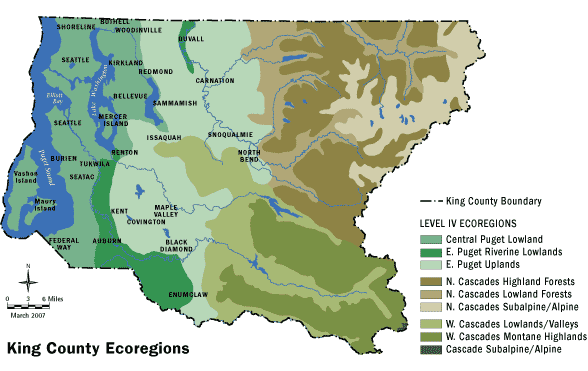 BOTHELL
SHORELINE
WOODINVILLE
DUVALL
SEATTLE
KIRKLAND
REDMOND
Lake Washington
CARNATION
Elliott
Bay
BELLEVUE
SAMMAMISH
MERCER
ISLAND
SEATTLE
ISSAQUAH
SNOQUALMIE
NORTH
BEND
Puget Sound
BURIEN
RENTON
TUKWILA
Vashon
Island
SEATAC
Maury
Island
KENT
MAPLE
VALLEY
COVINGTON
FEDERAL
WAY
AUBURN
BLACK
DIAMOND
ENUMCLAW
King County Boundary
LEVEL IV ECOREGIONS
Central Puget Lowland
E. Puget Riverine Lowlands
E. Puget Uplands
N. Cascades Highland Forests
N. Cascades Lowland Forests
N. Cascades Subalpine/Alpine
W. Cascades Lowlands/Valleys
W. Cascades Montane Highlands
Cascade Subalpine/Alpine
N
0 3 6 Miles
March 2007
King County Ecoregions